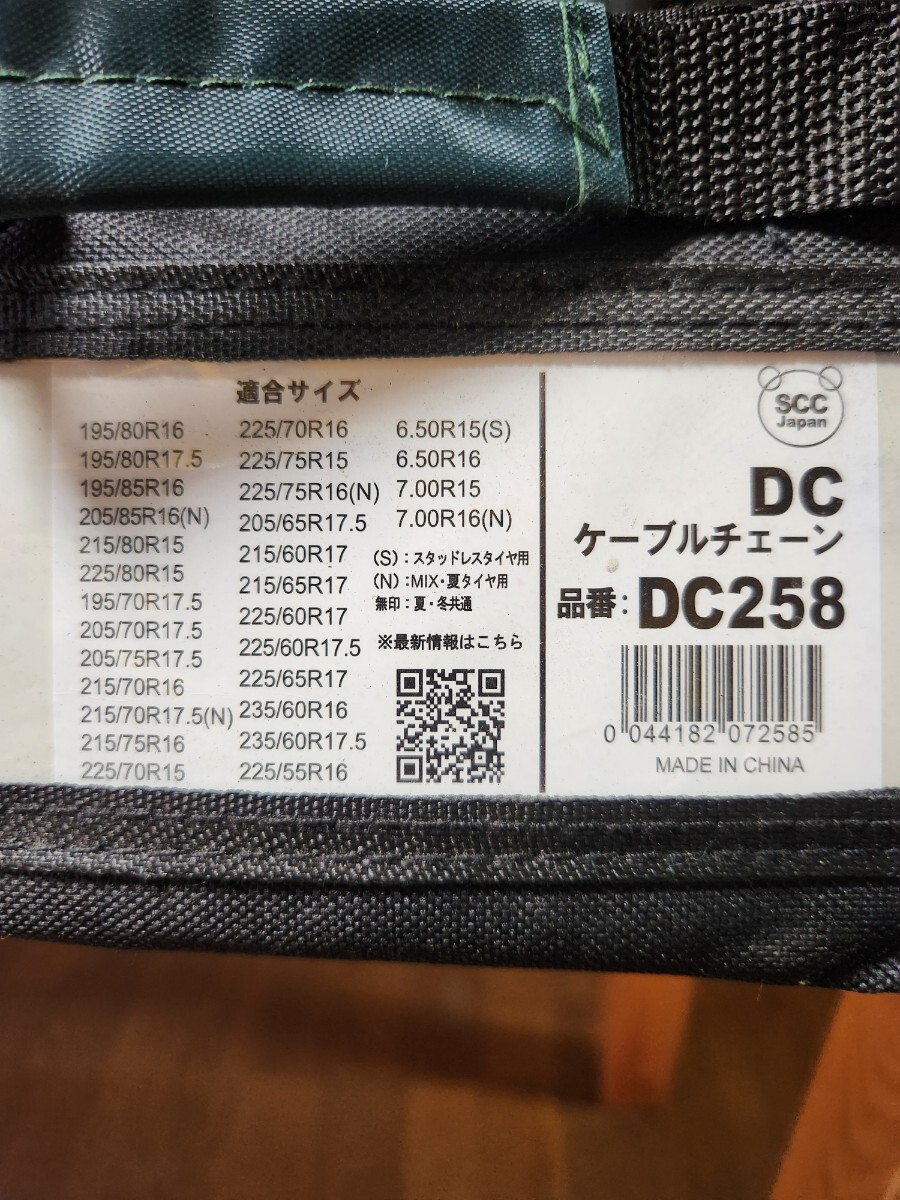 適合サイズ
195/80R16
195/80R17.5
195/85R16
205/85R16(N)
215/80R15
225/80R15
195/70R17.5
205/70R17.5
205/75R17.5
215/70R16
215/70R17.5(N)
215/75R16
225/70R15
225/70R16
225/75R15
225/75R16(N)
205/65R17.5
215/60R17
215/65R17
225/60R17
225/60R17.5
225/65R17
235/60R16
235/60R17.5
225/55R16
6.50R15(S)
6.50R16
7.00R15
7.00R16(N)
(S):スタッドレスタイヤ用
(N):MIX・夏タイヤ用
無印:夏・冬共通
※最新情報はこちら
SCC
Japan
DC
ケーブルチェーン
品番:DC258
0 044182 072585
MADE IN CHINA